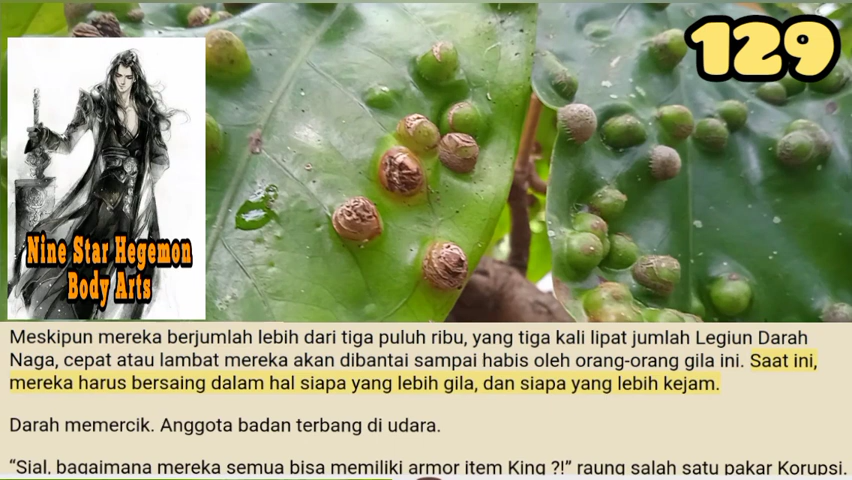 129
Nine Star Hegemon
Body Arts
Meskipun mereka berjumlah lebih dari tiga puluh ribu, yang tiga kali lipat jumlah Legiun Darah
Naga, cepat atau lambat mereka akan dibantai sampai habis oleh orang-orang gila ini. Saat ini,
mereka harus bersaing dalam hal siapa yang lebih gila, dan siapa yang lebih kejam.
Darah memercik. Anggota badan terbang di udara.
“Sial, bagaimana mereka semua bisa memiliki armor item King ?!” raung salah satu pakar Korupsi.